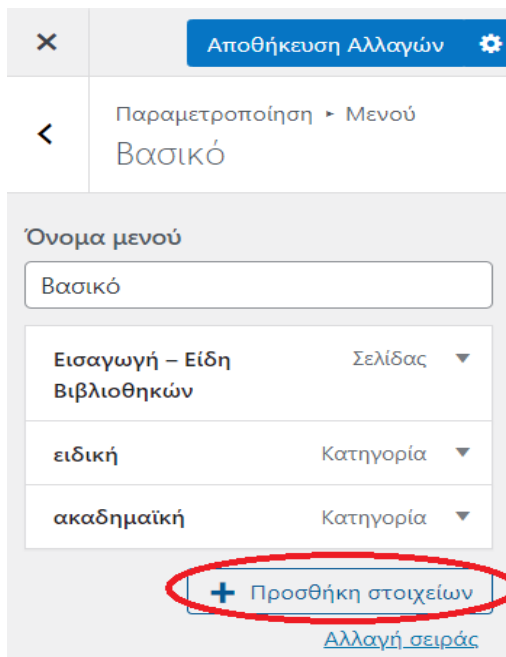 Αποθήκευση Αλλαγών
Παραμετροποίηση ▸ Μενού
Βασικό
Όνομα μενού
Βασικό
Εισαγωγή – Είδη Βιβλιοθηκών Σελίδας
ειδική Κατηγορία
ακαδημαϊκή Κατηγορία
+ Προσθήκη στοιχείων
Αλλαγή σειράς